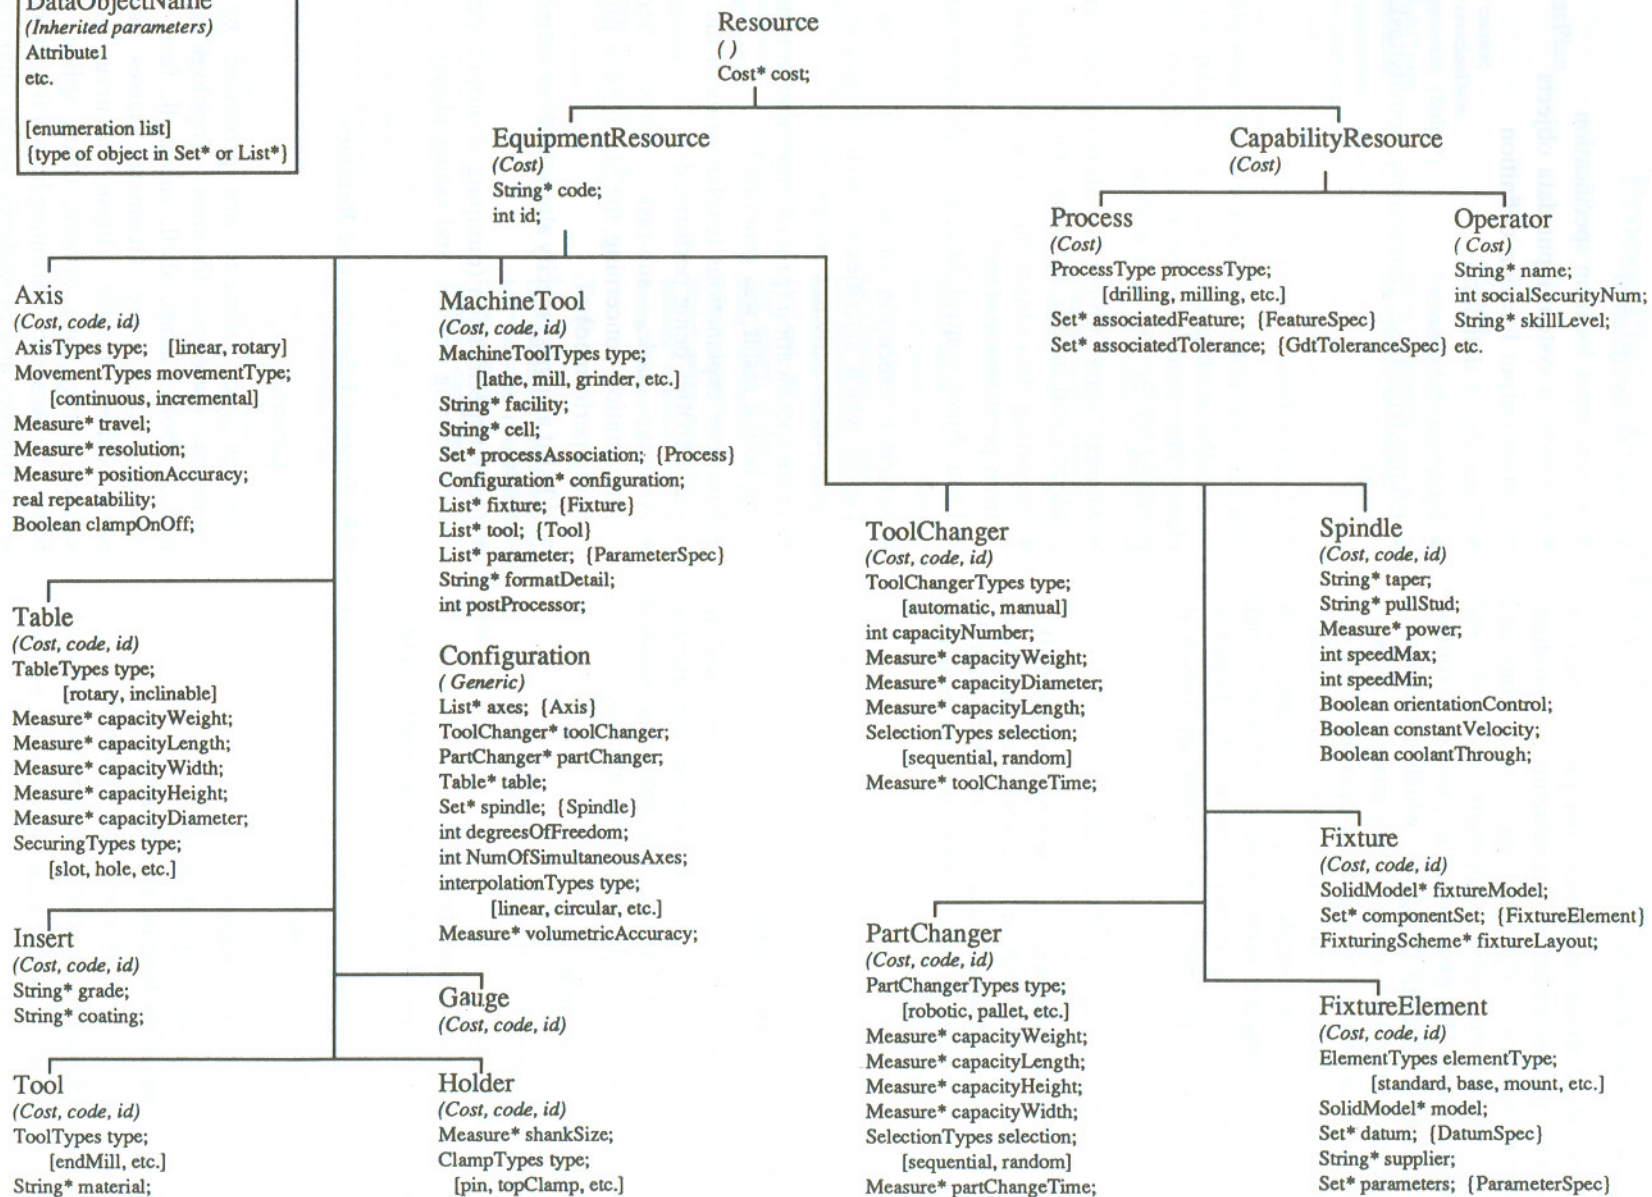 DataObjectName
(Inherited parameters)
Attribute1
etc.
[enumeration list]
{type of object in Set* or List*}
Resource
( )
Cost* cost;
EquipmentResource
(Cost)
String* code;
int id;
CapabilityResource
(Cost)
Process
(Cost)
ProcessType processType;
[drilling, milling, etc.]
Set* associatedFeature; {FeatureSpec}
Set* associatedTolerance; {GdtToleranceSpec} etc.
Operator
( Cost)
String* name;
int socialSecurityNum;
String* skillLevel;
Axis
(Cost, code, id)
AxisTypes type; [linear, rotary]
MovementTypes movementType;
[continuous, incremental]
Measure* travel;
Measure* resolution;
Measure* positionAccuracy;
real repeatability;
Boolean clampOnOff;
MachineTool
(Cost, code, id)
MachineToolTypes type;
[lathe, mill, grinder, etc.]
String* facility;
String* cell;
Set* processAssociation; {Process}
Configuration* configuration;
List* fixture; {Fixture}
List* tool; {Tool}
List* parameter; {ParameterSpec}
String* formatDetail;
int postProcessor;
Table
(Cost, code, id)
TableTypes type;
[rotary, inclinable]
Measure* capacityWeight;
Measure* capacityLength;
Measure* capacityWidth;
Measure* capacityHeight;
Measure* capacityDiameter;
SecuringTypes type;
[slot, hole, etc.]
Configuration
( Generic)
List* axes; {Axis}
ToolChanger* toolChanger;
PartChanger* partChanger;
Table* table;
Set* spindle; {Spindle}
int degreesOfFreedom;
int NumOfSimultaneousAxes;
interpolationTypes type;
[linear, circular, etc.]
Measure* volumetricAccuracy;
ToolChanger
(Cost, code, id)
ToolChangerTypes type;
[automatic, manual]
int capacityNumber;
Measure* capacityWeight;
Measure* capacityDiameter;
Measure* capacityLength;
SelectionTypes selection;
[sequential, random]
Measure* toolChangeTime;
Spindle
(Cost, code, id)
String* taper;
String* pullStud;
Measure* power;
int speedMax;
int speedMin;
Boolean orientationControl;
Boolean constantVelocity;
Boolean coolantThrough;
Insert
(Cost, code, id)
String* grade;
String* coating;
Gauge
(Cost, code, id)
Fixture
(Cost, code, id)
SolidModel* fixtureModel;
Set* componentSet; {FixtureElement}
FixturingScheme* fixtureLayout;
PartChanger
(Cost, code, id)
PartChangerTypes type;
[robotic, pallet, etc.]
Measure* capacityWeight;
Measure* capacityLength;
Measure* capacityHeight;
Measure* capacityWidth;
SelectionTypes selection;
[sequential, random]
Measure* partChangeTime;
FixtureElement
(Cost, code, id)
ElementTypes elementType;
[standard, base, mount, etc.]
SolidModel* model;
Set* datum; {DatumSpec}
String* supplier;
Set* parameters; {ParameterSpec}
Tool
(Cost, code, id)
ToolTypes type;
[endMill, etc.]
String* material;
Holder
(Cost, code, id)
Measure* shankSize;
ClampTypes type;
[pin, topClamp, etc.]